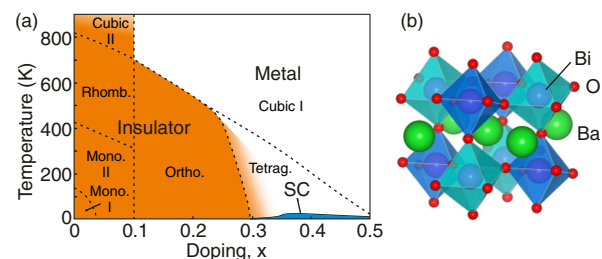 (a)
Cubic
II
800
600
400
200
0
Temperature (K)
Rhomb.
Mono.
II
Mono.
I
Insulator
Ortho.
Metal
Cubic I
Tetrag.
SC
0 0.1 0.2 0.3 0.4 0.5
Doping, x
(b)
Bi
O
Ba